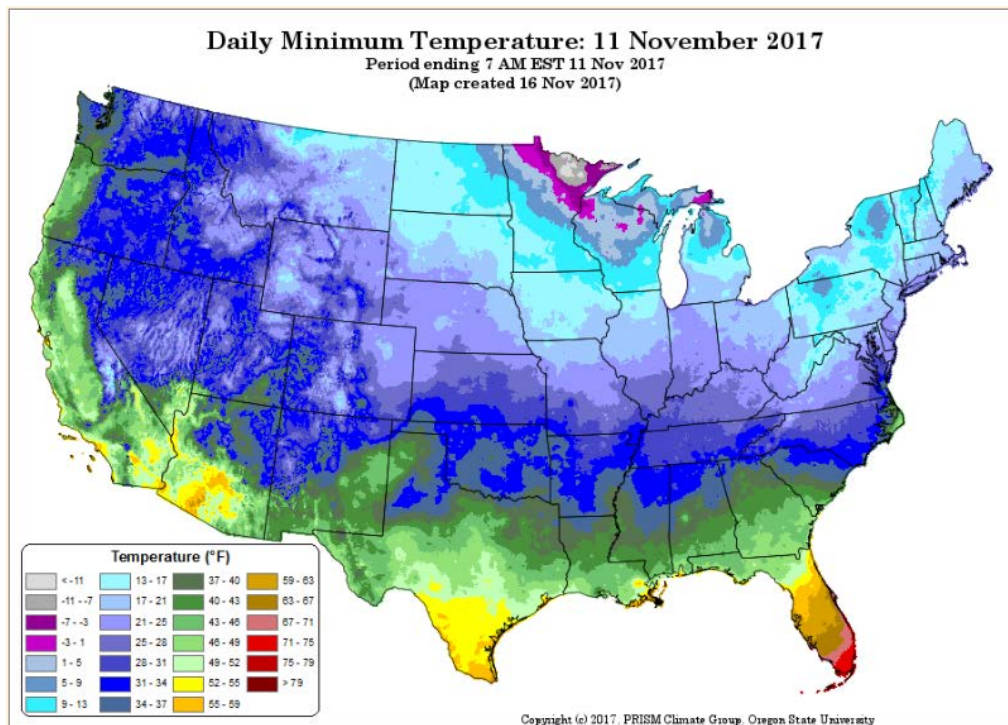 Daily Minimum Temperature: 11 November 2017
Period ending 7 AM EST 11 Nov 2017
(Map created 16 Nov 2017)
Temperature (°F)
< -11
-11 - -7
-7 - -3
-3 - 1
1 - 5
5 - 9
9 - 13
13 - 17
17 - 21
21 - 25
25 - 28
28 - 31
31 - 34
34 - 37
37 - 40
40 - 43
43 - 46
46 - 49
49 - 52
52 - 55
55 - 59
59 - 63
63 - 67
67 - 71
71 - 75
75 - 79
> 79
Copyright (c) 2017, PRISM Climate Group, Oregon State University